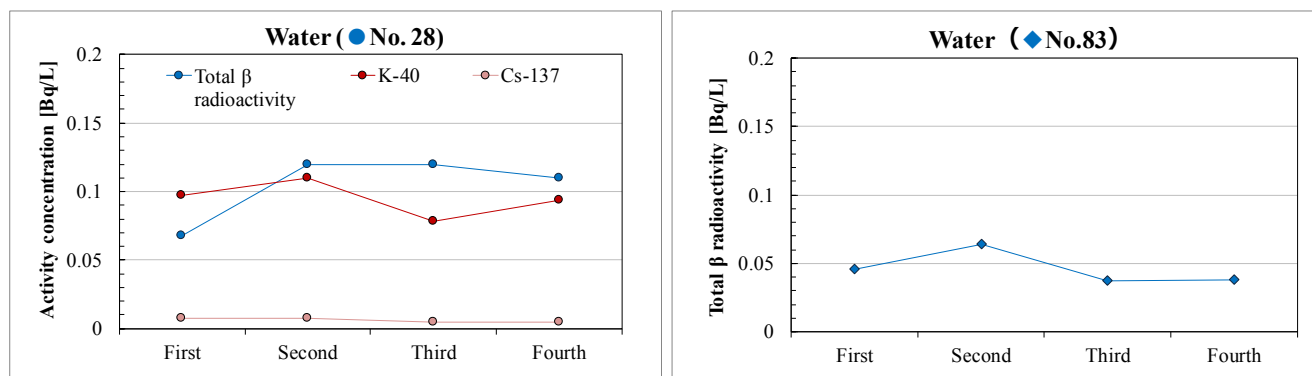 Water ( ● No. 28)
Activity concentration [Bq/L]
0.2
0.15
0.1
0.05
0
Total β
radioactivity
K-40
Cs-137
First Second Third Fourth
Water （ ◆ No.83）
Total β radioactivity [Bq/L]
0.2
0.15
0.1
0.05
0
First Second Third Fourth